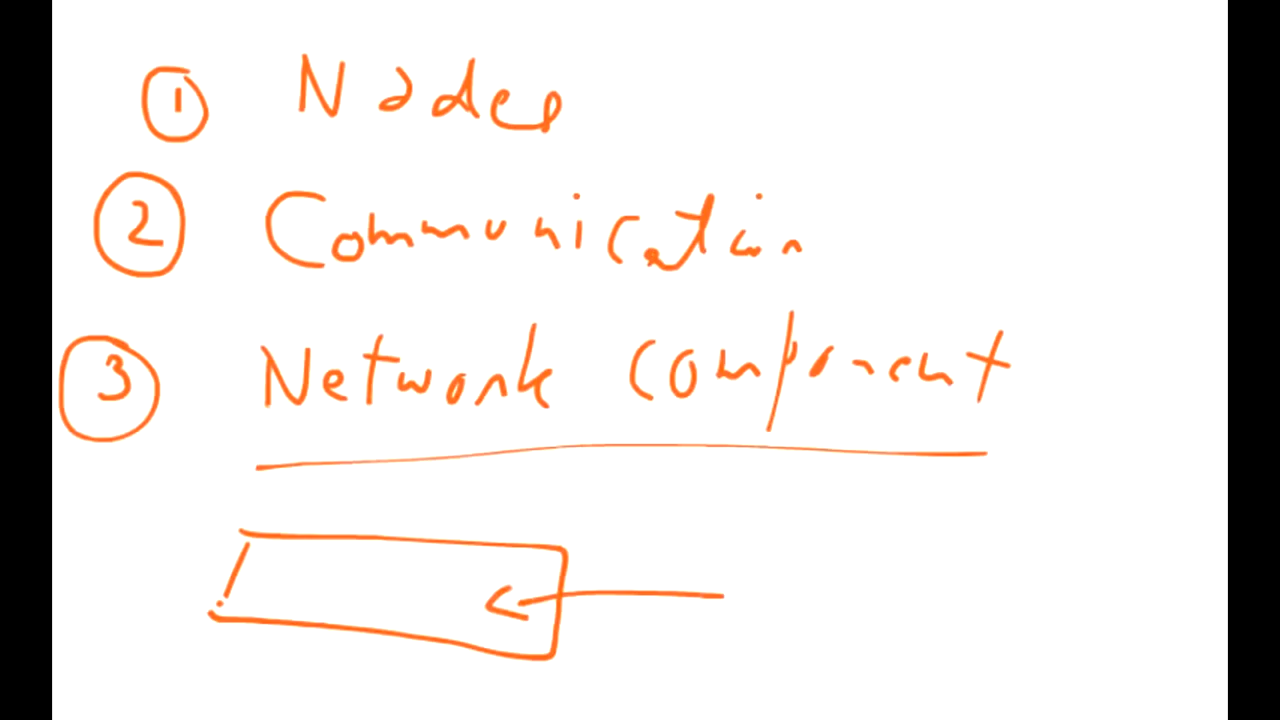 ① Nodes
② Communication
③ Network component